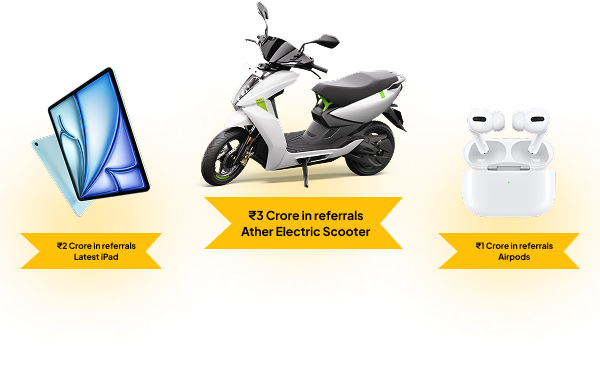 ₹3 Crore in referrals
Ather Electric Scooter
₹2 Crore in referrals
Latest iPad
₹1 Crore in referrals
Airpods